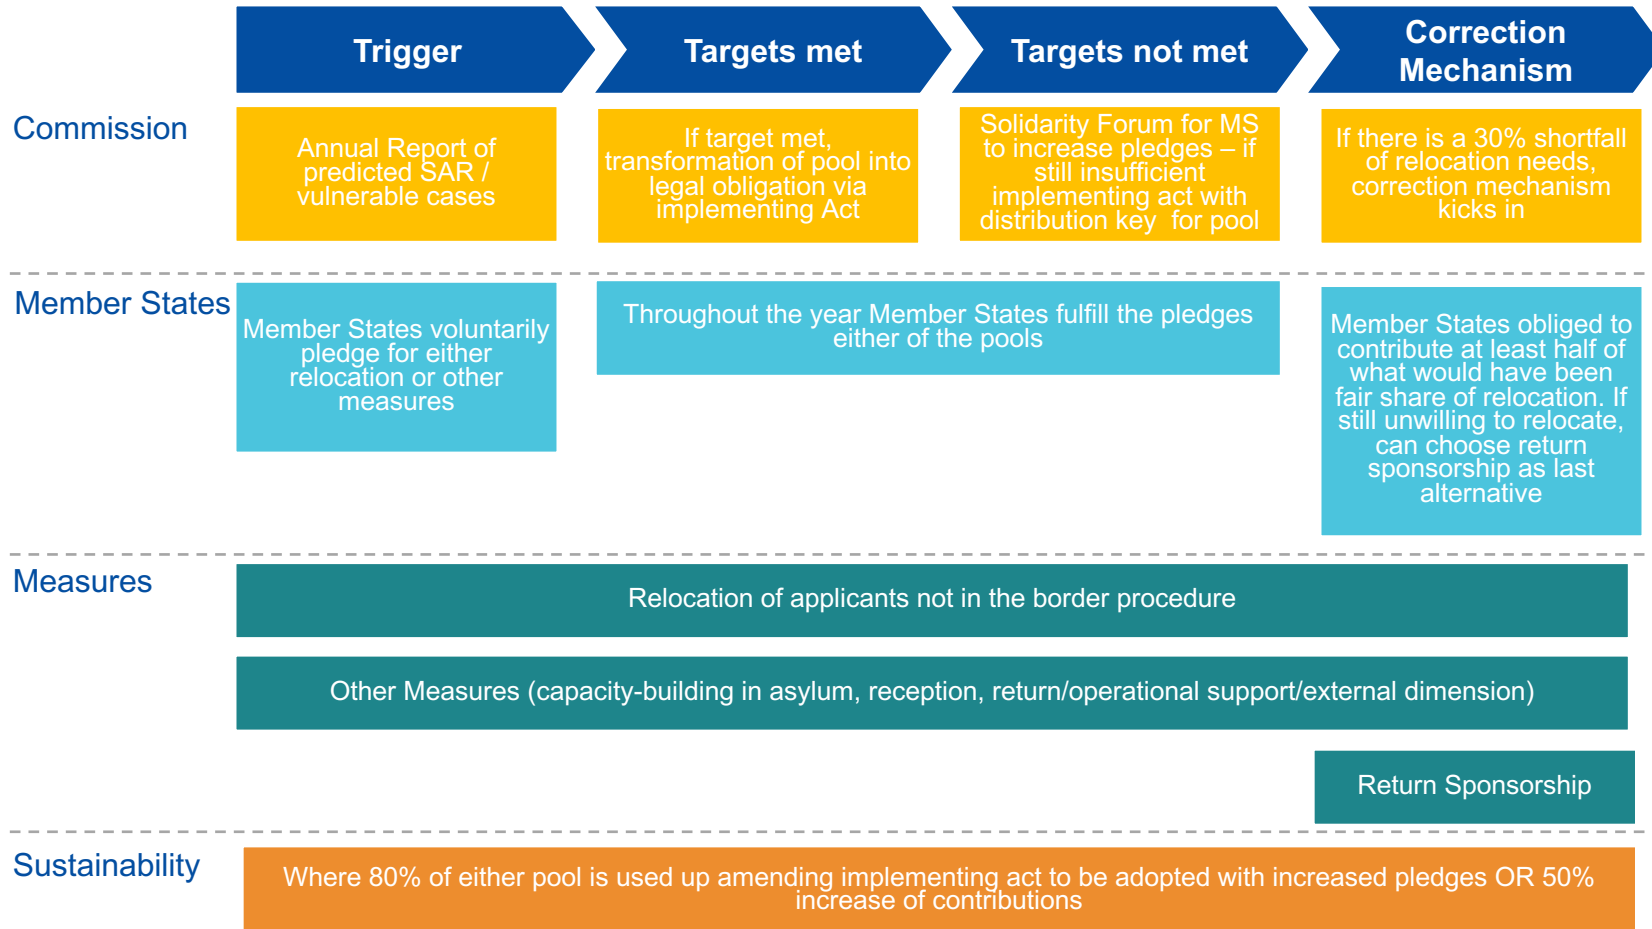 Trigger
Targets met
Targets not met
Correction
Mechanism
Commission
Annual Report of
predicted SAR /
vulnerable cases
If target met,
transformation of pool into
legal obligation via
implementing Act
Solidarity Forum for MS
to increase pledges – if
still insufficient
implementing act with
distribution key for pool
If there is a 30% shortfall
of relocation needs,
correction mechanism
kicks in
Member States
Member States voluntarily
pledge for either
relocation or other
measures
Throughout the year Member States fulfill the pledges
either of the pools
Member States obliged to
contribute at least half of
what would have been
fair share of relocation. If
still unwilling to relocate,
can choose return
sponsorship as last
alternative
Measures
Relocation of applicants not in the border procedure
Other Measures (capacity-building in asylum, reception, return/operational support/external dimension)
Return Sponsorship
Sustainability
Where 80% of either pool is used up amending implementing act to be adopted with increased pledges OR 50%
increase of contributions